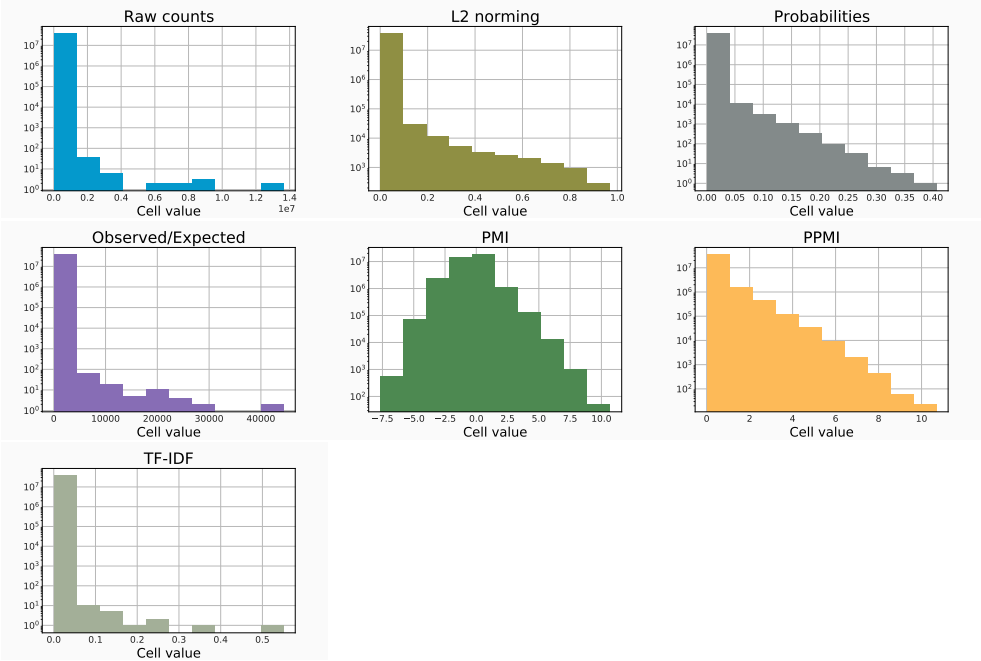 Raw counts
10^7
10^6
10^5
10^4
10^3
10^2
10^1
10^0
0.0 0.2 0.4 0.6 0.8 1.0 1.2 1.4
1e7
Cell value
L2 norming
10^7
10^6
10^5
10^4
10^3
0.0 0.2 0.4 0.6 0.8 1.0
Cell value
Probabilities
10^7
10^6
10^5
10^4
10^3
10^2
10^1
10^0
0.00 0.05 0.10 0.15 0.20 0.25 0.30 0.35 0.40
Cell value
Observed/Expected
10^7
10^6
10^5
10^4
10^3
10^2
10^1
10^0
0 10000 20000 30000 40000
Cell value
PMI
10^7
10^6
10^5
10^4
10^3
10^2
−7.5 −5.0 −2.5 0.0 2.5 5.0 7.5 10.0
Cell value
PPMI
10^7
10^6
10^5
10^4
10^3
10^2
0 2 4 6 8 10
Cell value
TF-IDF
10^7
10^6
10^5
10^4
10^3
10^2
10^1
10^0
0.0 0.1 0.2 0.3 0.4 0.5
Cell value